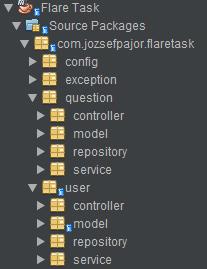 Flare Task
Source Packages
com.jozsefpajor.flaretask
config
exception
question
controller
model
repository
service
user
controller
model
repository
service